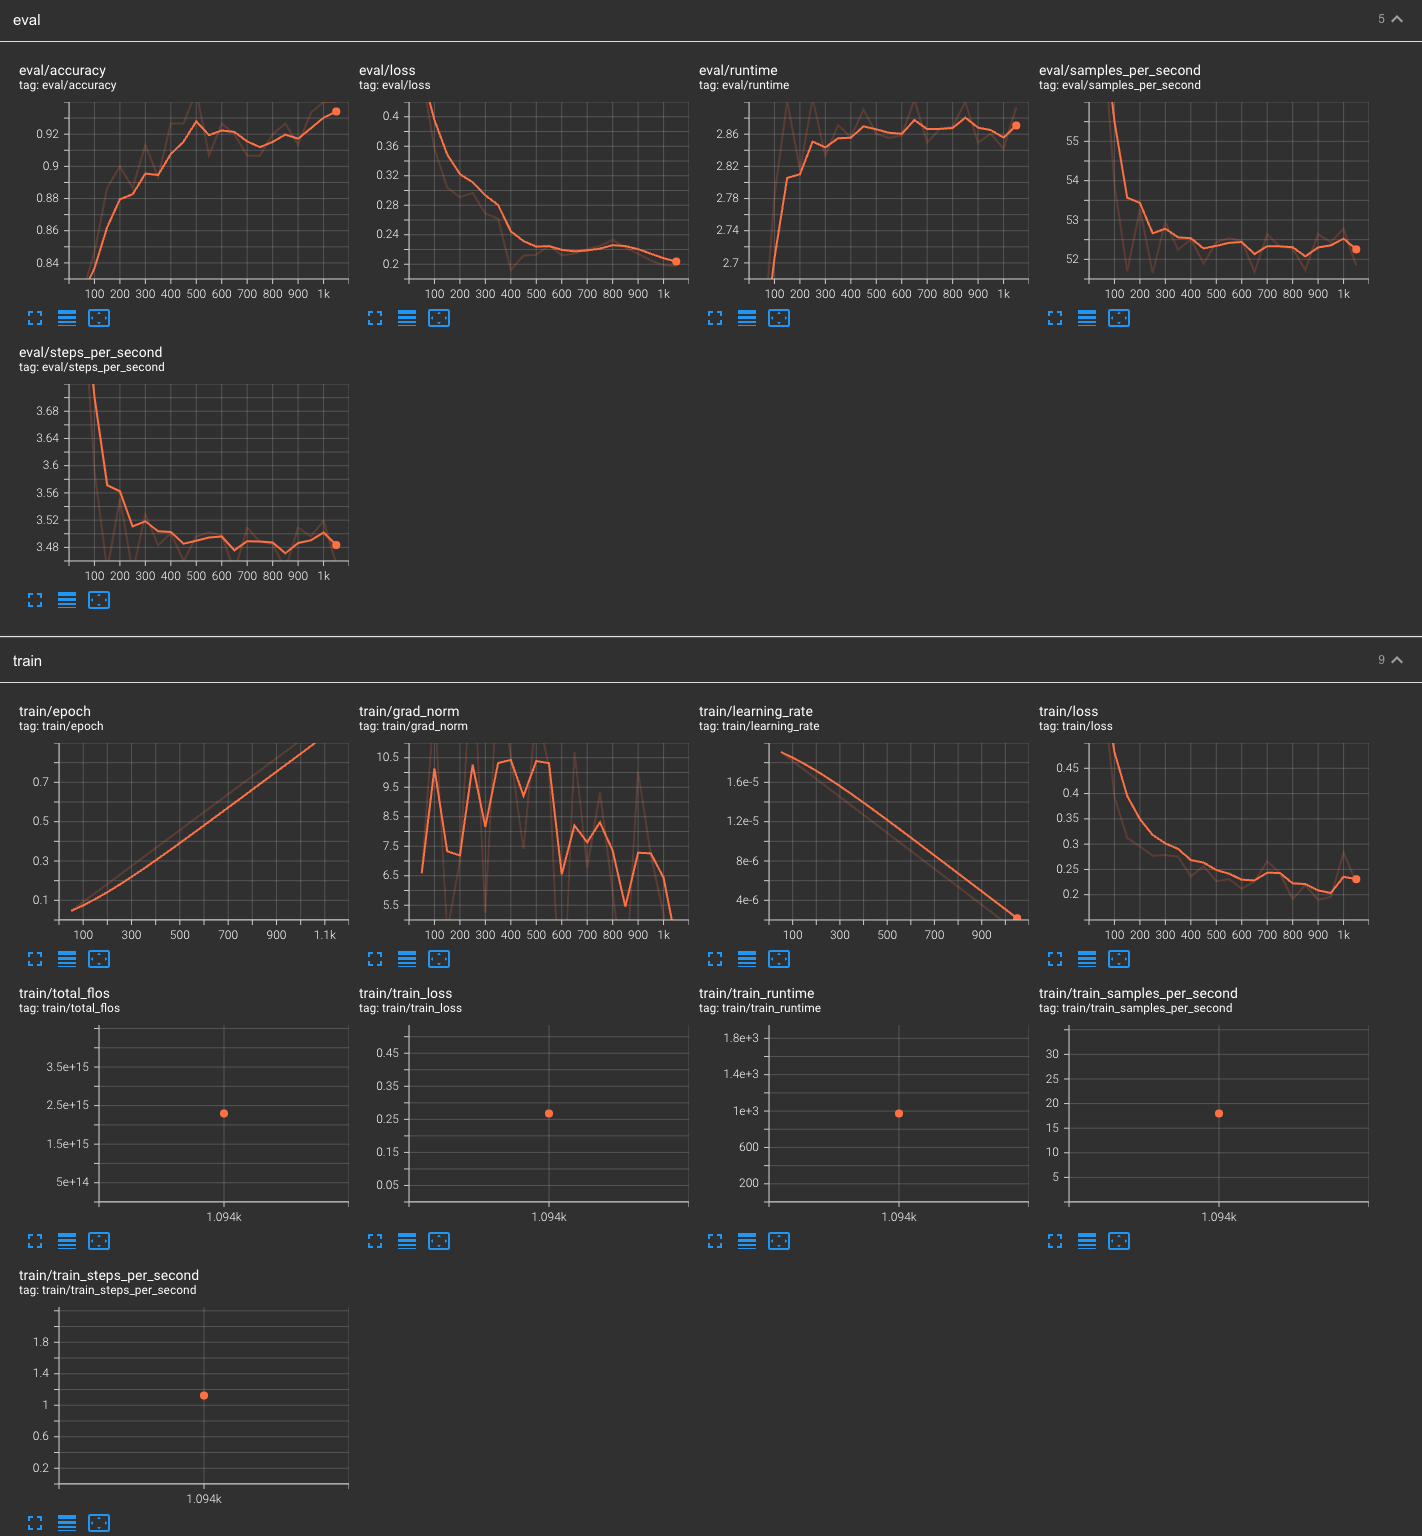 eval
5
eval/accuracy
tag: eval/accuracy
0.92
0.9
0.88
0.86
0.84
100 200 300 400 500 600 700 800 900 1k
eval/loss
tag: eval/loss
0.4
0.36
0.32
0.28
0.24
0.2
100 200 300 400 500 600 700 800 900 1k
eval/runtime
tag: eval/runtime
2.86
2.82
2.78
2.74
2.7
100 200 300 400 500 600 700 800 900 1k
eval/samples_per_second
tag: eval/samples_per_second
55
54
53
52
100 200 300 400 500 600 700 800 900 1k
eval/steps_per_second
tag: eval/steps_per_second
3.68
3.64
3.6
3.56
3.52
3.48
100 200 300 400 500 600 700 800 900 1k
train
9
train/epoch
tag: train/epoch
0.7
0.5
0.3
0.1
100 300 500 700 900 1.1k
train/grad_norm
tag: train/grad_norm
10.5
9.5
8.5
7.5
6.5
5.5
100 200 300 400 500 600 700 800 900 1k
train/learning_rate
tag: train/learning_rate
1.6e-5
1.2e-5
8e-6
4e-6
100 300 500 700 900
train/loss
tag: train/loss
0.45
0.4
0.35
0.3
0.25
0.2
100 200 300 400 500 600 700 800 900 1k
train/total_flos
tag: train/total_flos
3.5e+15
2.5e+15
1.5e+15
5e+14
1.094k
train/train_loss
tag: train/train_loss
0.45
0.35
0.25
0.15
0.05
1.094k
train/train_runtime
tag: train/train_runtime
1.8e+3
1.4e+3
1e+3
600
200
1.094k
train/train_samples_per_second
tag: train/train_samples_per_second
30
25
20
15
10
5
1.094k
train/train_steps_per_second
tag: train/train_steps_per_second
1.8
1.4
1
0.6
0.2
1.094k